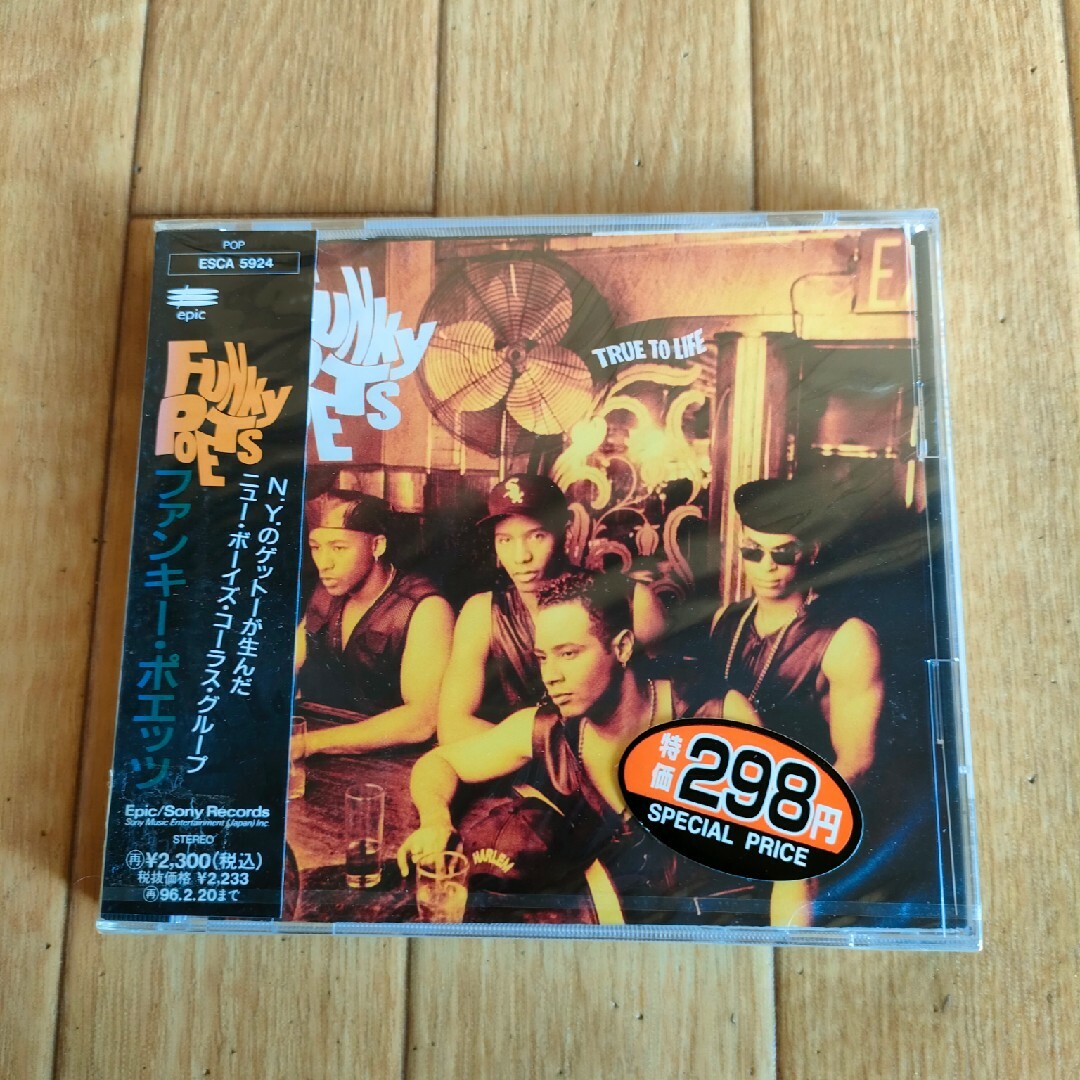 POP
ESCA 5924
epic
FUNKY
POETS
ファンキー・ポエッツ
N.Y.のゲットーが生んだ
ニュー・ボーイズ・コーラス・グループ
Epic/Sony Records
Sony Music Entertainment (Japan) Inc.
STEREO
再¥2,300(税込)
税抜価格 ¥2,233
再96.2.20まで
FUNKY
POETS
TRUE TO LIFE
HARLEM
特価298円
SPECIAL PRICE